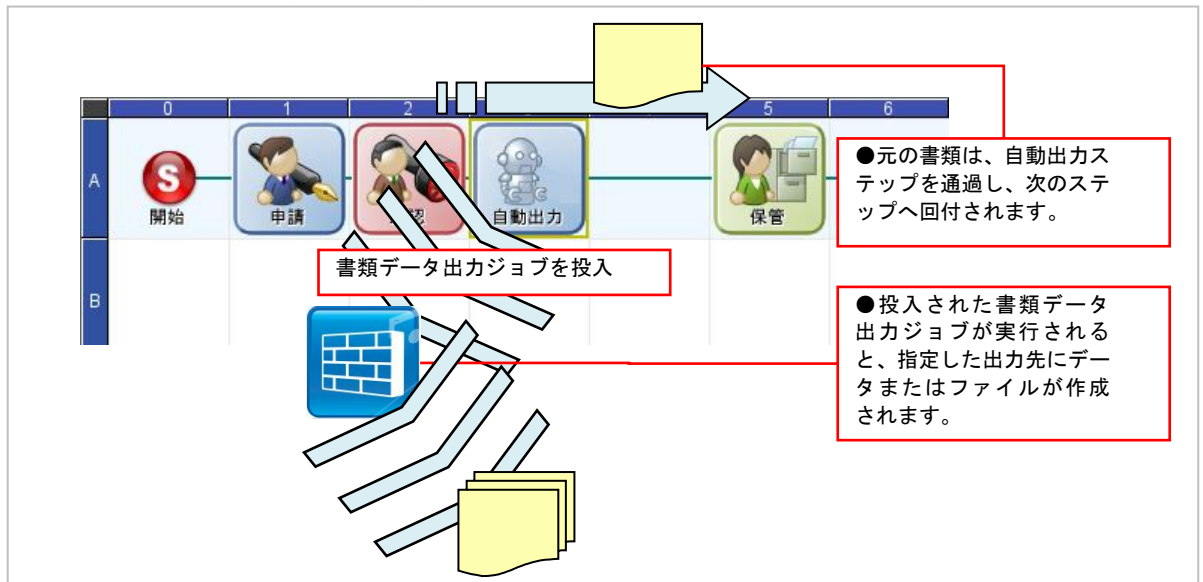 0 1 2 5 6
A
S
開始
申請
認
自動出力
保管
●元の書類は、自動出力ス
テップを通過し、次のステ
ップへ回付されます。
書類データ出力ジョブを投入
B
●投入された書類データ
出力ジョブが実行される
と、指定した出力先にデー
タまたはファイルが作成
されます。